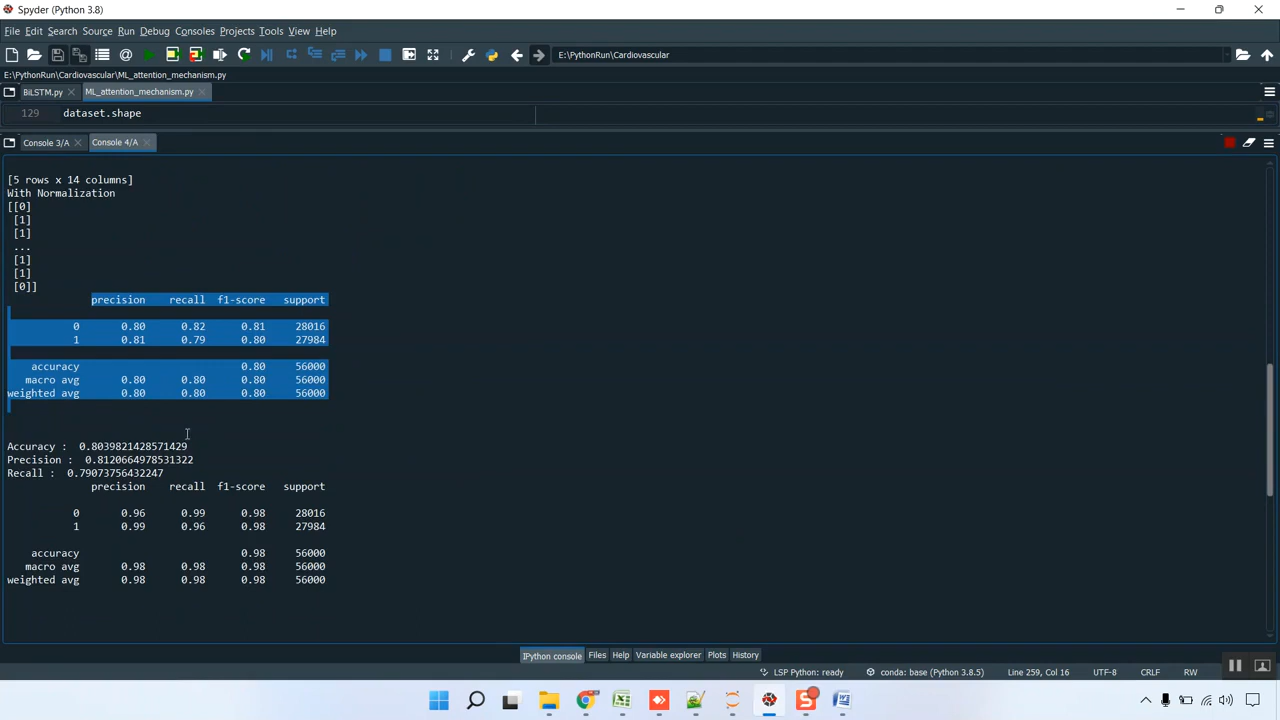 Spyder (Python 3.8)
File Edit Search Source Run Debug Consoles Projects Tools View Help
E:\PythonRun\Cardiovascular
E:\PythonRun\Cardiovascular\ML_attention_mechanism.py
BiLSTM.py ML_attention_mechanism.py
129 dataset.shape
Console 3/A Console 4/A
[5 rows x 14 columns]
With Normalization
[[0]
[1]
[1]
...
[1]
[1]
[0]]
precision recall f1-score support
0 0.80 0.82 0.81 28016
1 0.81 0.79 0.80 27984
accuracy 0.80 56000
macro avg 0.80 0.80 0.80 56000
weighted avg 0.80 0.80 0.80 56000
Accuracy : 0.8039821428571429
Precision : 0.8120664978531322
Recall : 0.79073756432247
precision recall f1-score support
0 0.96 0.99 0.98 28016
1 0.99 0.96 0.98 27984
accuracy 0.98 56000
macro avg 0.98 0.98 0.98 56000
weighted avg 0.98 0.98 0.98 56000
IPython console Files Help Variable explorer Plots History
LSP Python: ready conda: base (Python 3.8.5) Line 259, Col 16 UTF-8 CRLF RW